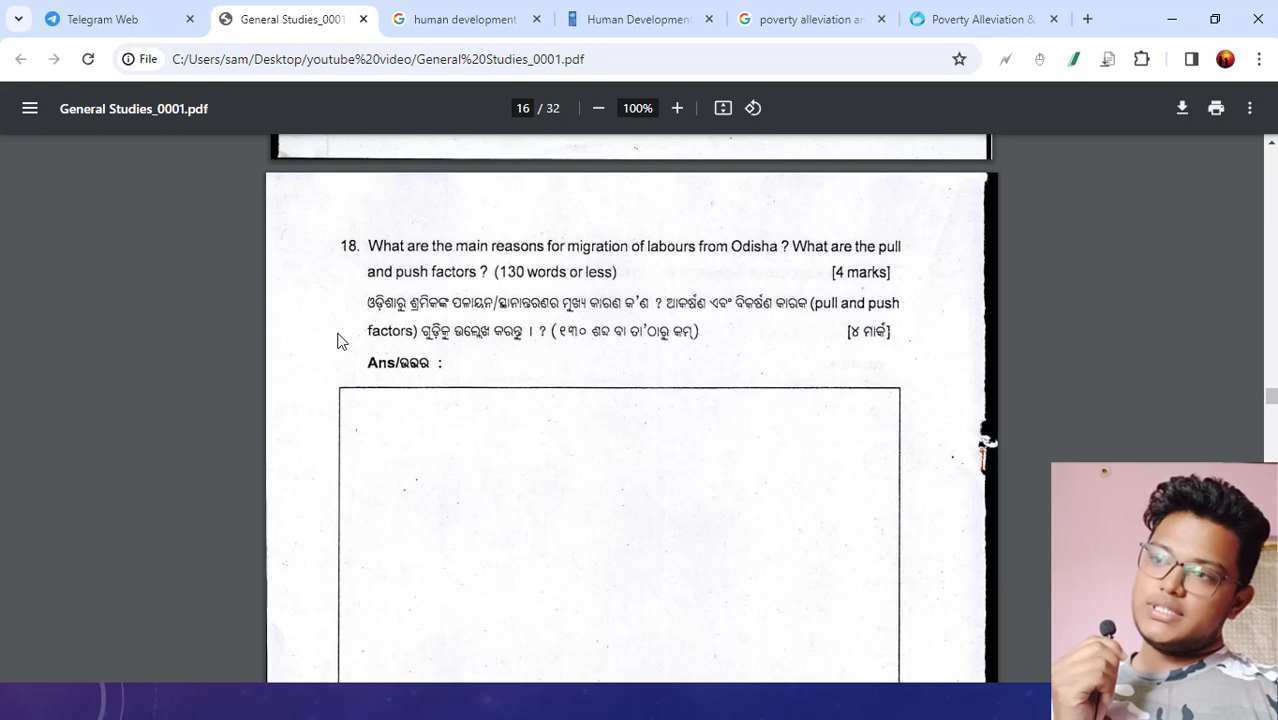 Telegram Web
General Studies_0001
human development
Human Development
poverty alleviation an
Poverty Alleviation &
File
C:/Users/sam/Desktop/youtube%20video/General%20Studies_0001.pdf
General Studies_0001.pdf
16 / 32
100%
18. What are the main reasons for migration of labours from Odisha ? What are the pull
and push factors ? (130 words or less) [4 marks]
ଓଡ଼ିଶାରୁ ଶ୍ରମିକଙ୍କ ପଳାୟନ/ସ୍ଥାନାନ୍ତରଣର ମୁଖ୍ୟ କାରଣ କ'ଣ ? ଆକର୍ଷଣ ଏବଂ ବିକର୍ଷଣ କାରକ (pull and push
factors) ଗୁଡ଼ିକୁ ଉଲ୍ଲେଖ କରନ୍ତୁ । ? (୧୩୦ ଶବ୍ଦ ବା ତା'ଠାରୁ କମ୍) [୪ ମାର୍କ]
Ans/ଉତ୍ତର :